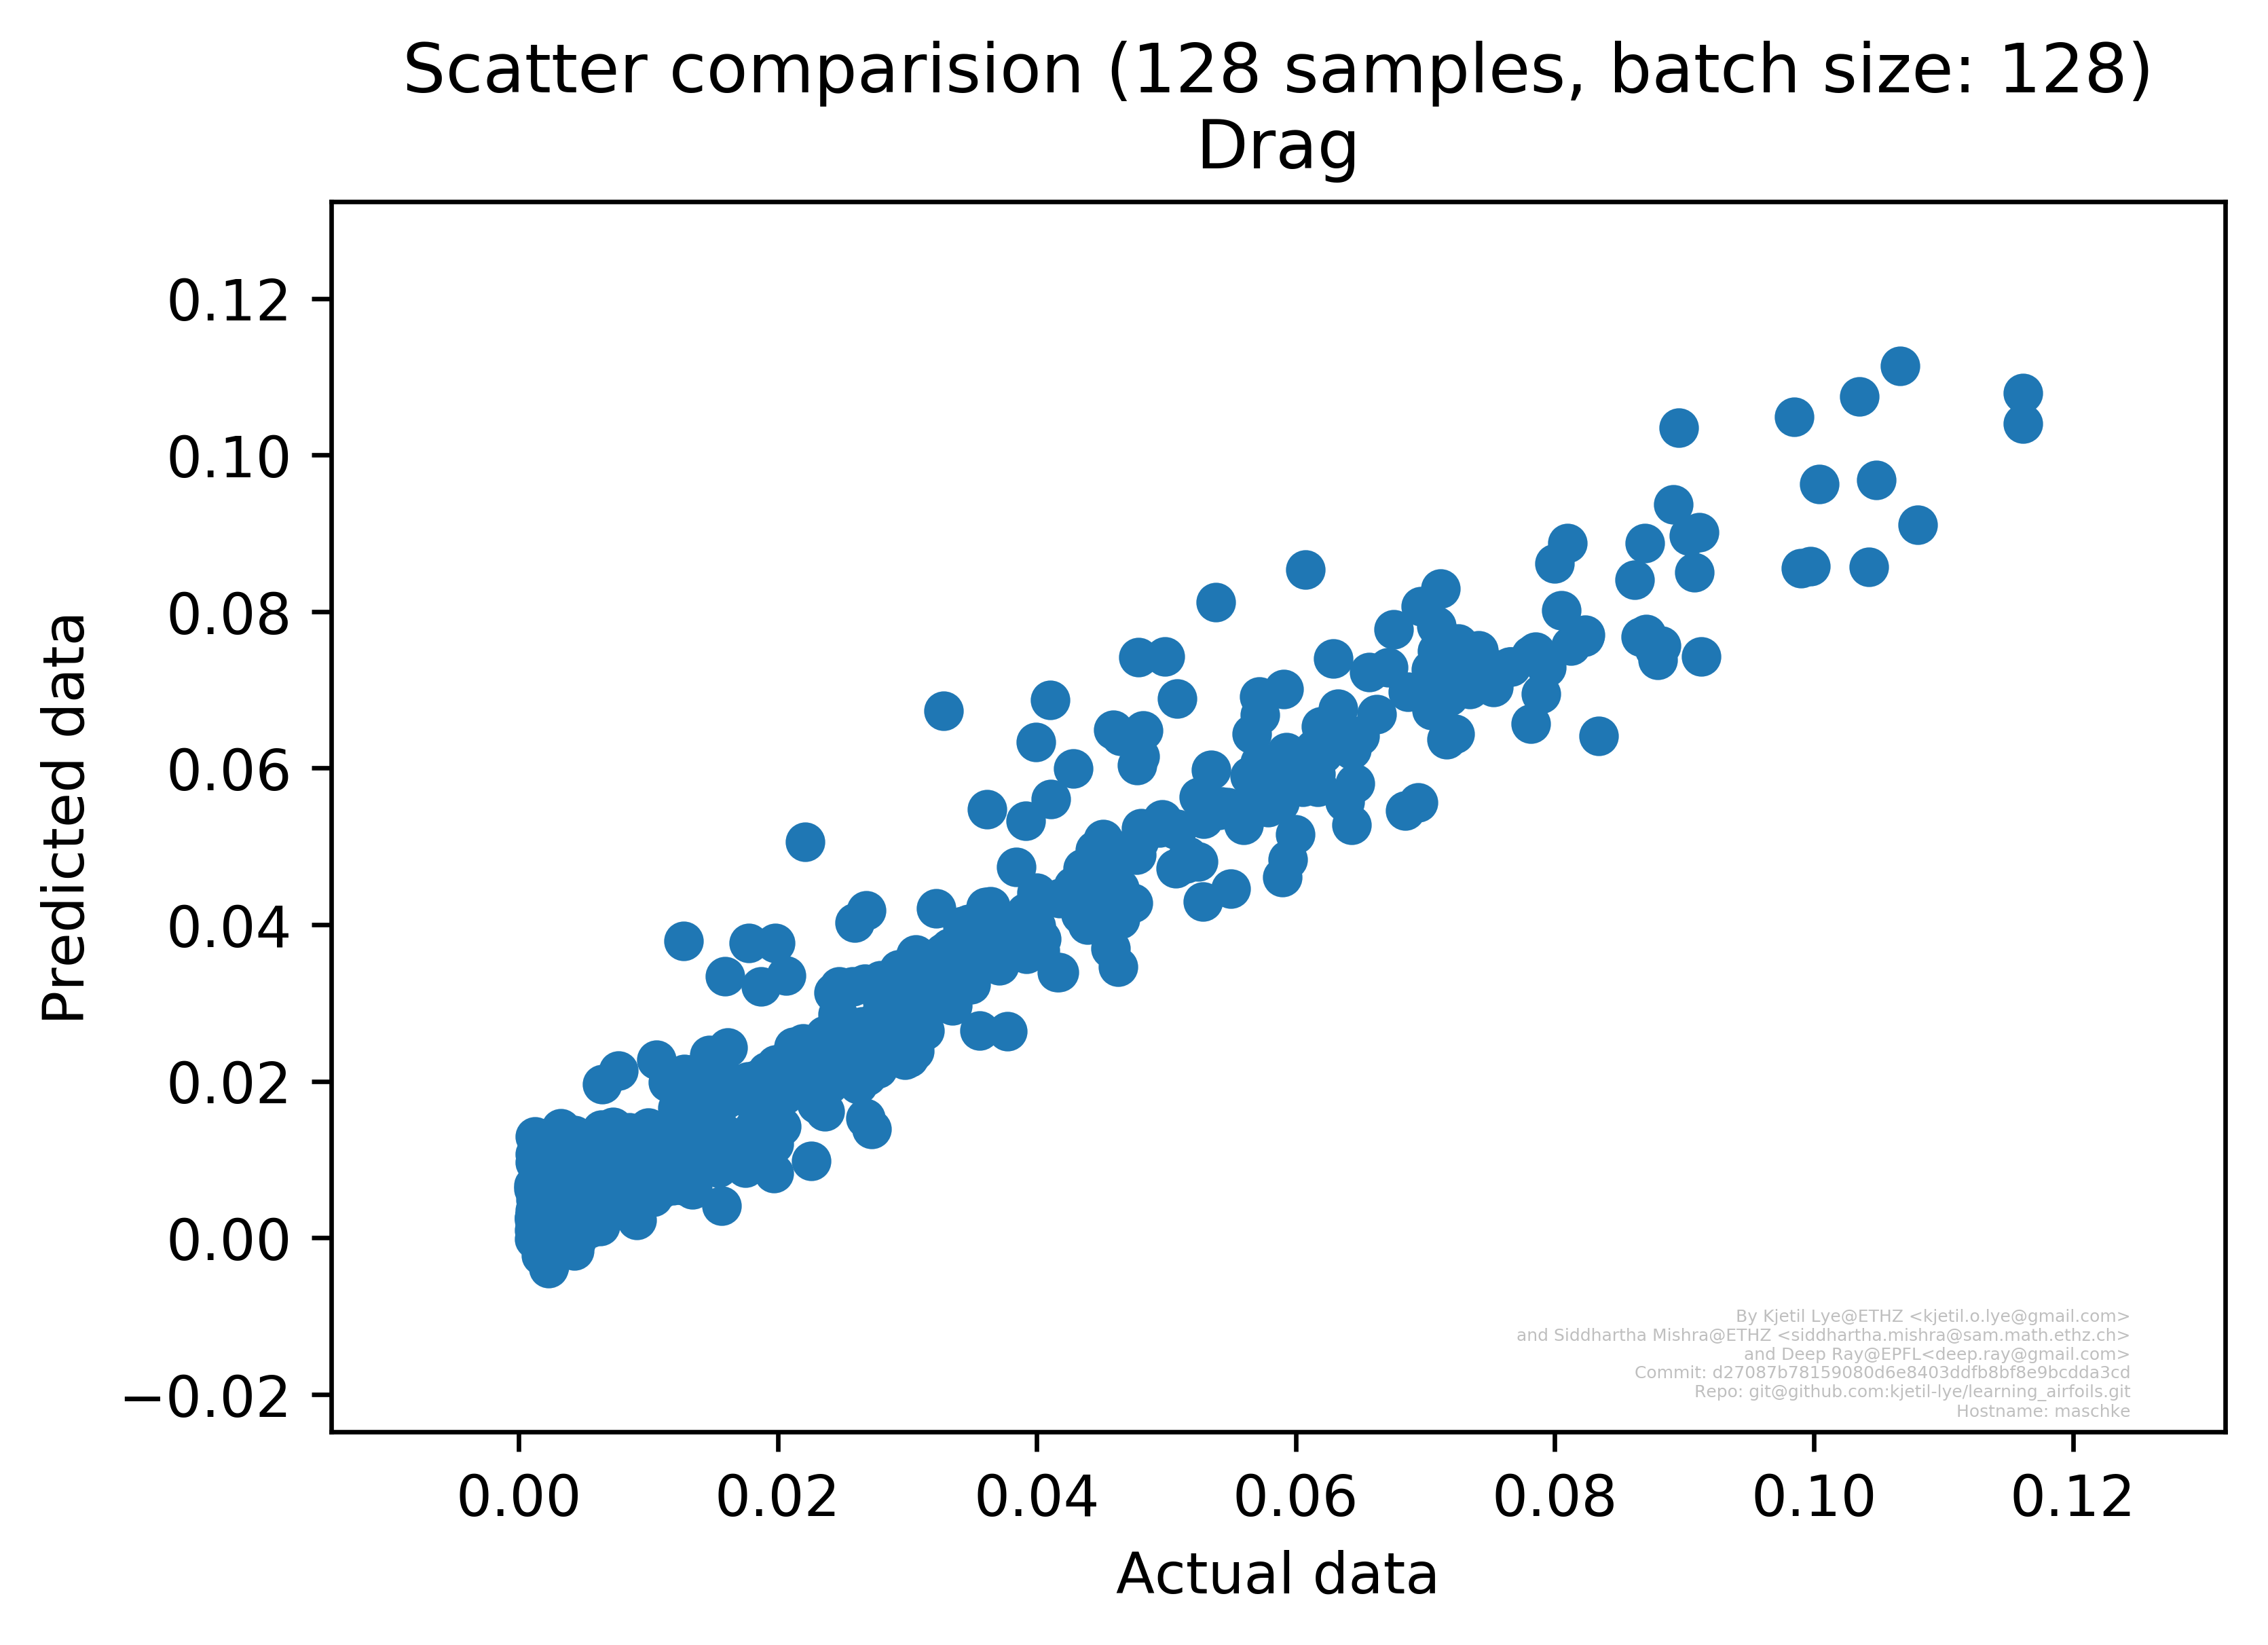 Scatter comparision (128 samples, batch size: 128)
Drag
0.12
0.10
0.08
0.06
0.04
0.02
0.00
−0.02
Predicted data
By Kjetil Lye@ETHZ <kjetil.o.lye@gmail.com>
and Siddhartha Mishra@ETHZ <siddhartha.mishra@sam.math.ethz.ch>
and Deep Ray@EPFL<deep.ray@gmail.com>
Commit: d27087b78159080d6e8403ddfb8bf8e9bcdda3cd
Repo: git@github.com:kjetil-lye/learning_airfoils.git
Hostname: maschke
0.00 0.02 0.04 0.06 0.08 0.10 0.12
Actual data